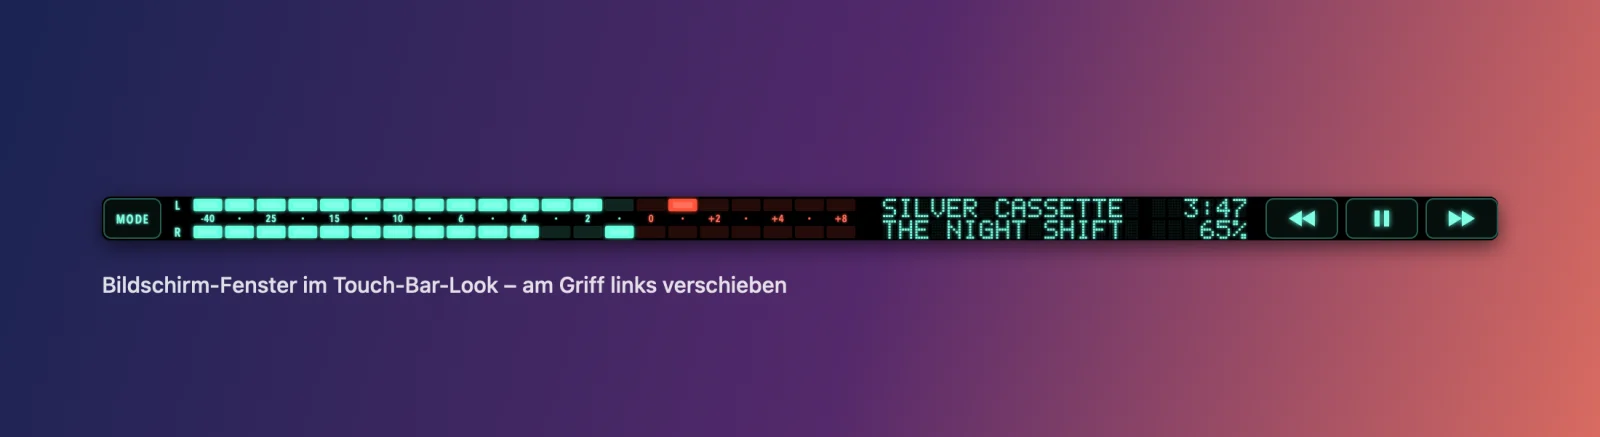 MODE
L
-40 · 25 · 15 · 10 · 6 · 4 · 2 · 0 · +2 · +4 · +8
R
SILVER CASSETTE 3:47
THE NIGHT SHIFT 65%
Bildschirm-Fenster im Touch-Bar-Look – am Griff links verschieben